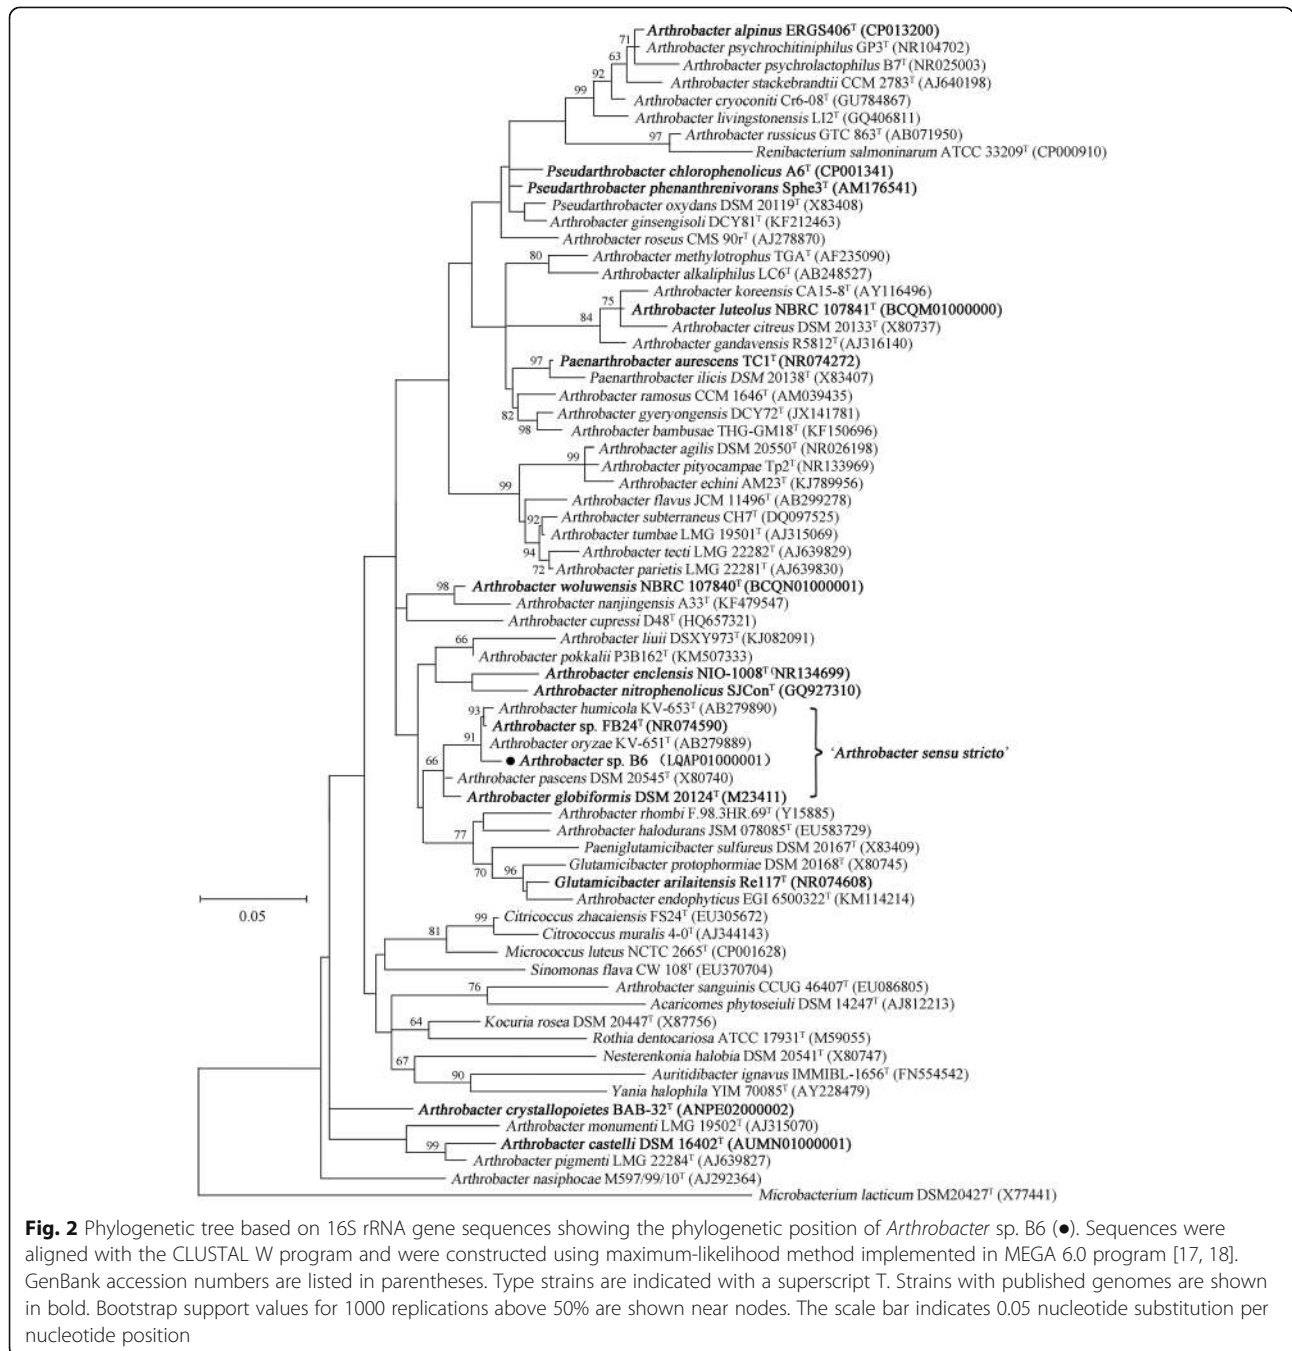 Arthrobacter alpinus ERGS406ᵀ (CP013200)
71
Arthrobacter psychrochitiniphilus GP3ᵀ (NR104702)
63
Arthrobacter psychrolactophilus B7ᵀ (NR025003)
92
Arthrobacter stackebrandtii CCM 2783ᵀ (AJ640198)
99
Arthrobacter cryoconiti Cr6-08ᵀ (GU784867)
Arthrobacter livingstonensis LI2ᵀ (GQ406811)
97
Arthrobacter russicus GTC 863ᵀ (AB071950)
Renibacterium salmoninarum ATCC 33209ᵀ (CP000910)
Pseudarthrobacter chlorophenolicus A6ᵀ (CP001341)
Pseudarthrobacter phenanthrenivorans Sphe3ᵀ (AM176541)
Pseudarthrobacter oxydans DSM 20119ᵀ (X83408)
Arthrobacter ginsengisoli DCY81ᵀ (KF212463)
Arthrobacter roseus CMS 90rᵀ (AJ278870)
80
Arthrobacter methylotrophus TGAᵀ (AF235090)
Arthrobacter alkaliphilus LC6ᵀ (AB248527)
Arthrobacter koreensis CA15-8ᵀ (AY116496)
75
Arthrobacter luteolus NBRC 107841ᵀ (BCQM01000000)
84
Arthrobacter citreus DSM 20133ᵀ (X80737)
Arthrobacter gandavensis R5812ᵀ (AJ316140)
97
Paenarthrobacter aurescens TC1ᵀ (NR074272)
Paenarthrobacter ilicis DSM 20138ᵀ (X83407)
Arthrobacter ramosus CCM 1646ᵀ (AM039435)
82
Arthrobacter gyeryongensis DCY72ᵀ (JX141781)
98
Arthrobacter bambusae THG-GM18ᵀ (KF150696)
Arthrobacter agilis DSM 20550ᵀ (NR026198)
99
Arthrobacter pityocampae Tp2ᵀ (NR133969)
99
Arthrobacter echini AM23ᵀ (KJ789956)
Arthrobacter flavus JCM 11496ᵀ (AB299278)
92
Arthrobacter subterraneus CH7ᵀ (DQ097525)
Arthrobacter tumbae LMG 19501ᵀ (AJ315069)
94
Arthrobacter tecti LMG 22282ᵀ (AJ639829)
72
Arthrobacter parietis LMG 22281ᵀ (AJ639830)
98
Arthrobacter woluwensis NBRC 107840ᵀ (BCQN01000001)
Arthrobacter nanjingensis A33ᵀ (KF479547)
Arthrobacter cupressi D48ᵀ (HQ657321)
66
Arthrobacter liuii DSXY973ᵀ (KJ082091)
Arthrobacter pokkalii P3B162ᵀ (KM507333)
Arthrobacter enclensis NIO-1008ᵀ (NR134699)
Arthrobacter nitrophenolicus SJConᵀ (GQ927310)
93
Arthrobacter humicola KV-653ᵀ (AB279890)
Arthrobacter sp. FB24ᵀ (NR074590)
91
Arthrobacter oryzae KV-651ᵀ (AB279889)
'Arthrobacter sensu stricto'
66
● Arthrobacter sp. B6 (LQAP01000001)
Arthrobacter pascens DSM 20545ᵀ (X80740)
Arthrobacter globiformis DSM 20124ᵀ (M23411)
Arthrobacter rhombi F.98.3HR.69ᵀ (Y15885)
77
Arthrobacter halodurans JSM 078085ᵀ (EU583729)
Paeniglutamicibacter sulfureus DSM 20167ᵀ (X83409)
70
96
Glutamicibacter protophormiae DSM 20168ᵀ (X80745)
Glutamicibacter arilaitensis Re117ᵀ (NR074608)
Arthrobacter endophyticus EGI 6500322ᵀ (KM114214)
0.05
99
Citricoccus zhacaiensis FS24ᵀ (EU305672)
81
Citrococcus muralis 4-0ᵀ (AJ344143)
Micrococcus luteus NCTC 2665ᵀ (CP001628)
Sinomonas flava CW 108ᵀ (EU370704)
76
Arthrobacter sanguinis CCUG 46407ᵀ (EU086805)
Acaricomes phytoseiuli DSM 14247ᵀ (AJ812213)
64
Kocuria rosea DSM 20447ᵀ (X87756)
Rothia dentocariosa ATCC 17931ᵀ (M59055)
67
Nesterenkonia halobia DSM 20541ᵀ (X80747)
90
Auritidibacter ignavus IMMIBL-1656ᵀ (FN554542)
Yania halophila YIM 70085ᵀ (AY228479)
Arthrobacter crystallopoietes BAB-32ᵀ (ANPE02000002)
Arthrobacter monumenti LMG 19502ᵀ (AJ315070)
99
Arthrobacter castelli DSM 16402ᵀ (AUMN01000001)
Arthrobacter pigmenti LMG 22284ᵀ (AJ639827)
Arthrobacter nasiphocae M597/99/10ᵀ (AJ292364)
Microbacterium lacticum DSM20427ᵀ (X77441)
Fig. 2 Phylogenetic tree based on 16S rRNA gene sequences showing the phylogenetic position of Arthrobacter sp. B6 (●). Sequences were
aligned with the CLUSTAL W program and were constructed using maximum-likelihood method implemented in MEGA 6.0 program [17, 18].
GenBank accession numbers are listed in parentheses. Type strains are indicated with a superscript T. Strains with published genomes are shown
in bold. Bootstrap support values for 1000 replications above 50% are shown near nodes. The scale bar indicates 0.05 nucleotide substitution per
nucleotide position